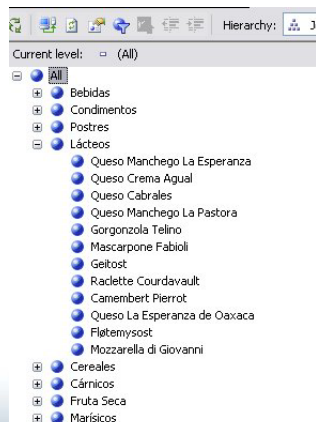 Hierarchy: J
Current level: (All)
All
Bebidas
Condimentos
Postres
Lácteos
Queso Manchego La Esperanza
Queso Crema Agual
Queso Cabrales
Queso Manchego La Pastora
Gorgonzola Telino
Mascarpone Fabioli
Geitost
Raclette Courdavault
Camembert Pierrot
Queso La Esperanza de Oaxaca
Fløtemysost
Mozzarella di Giovanni
Cereales
Cárnicos
Fruta Seca
Marísicos